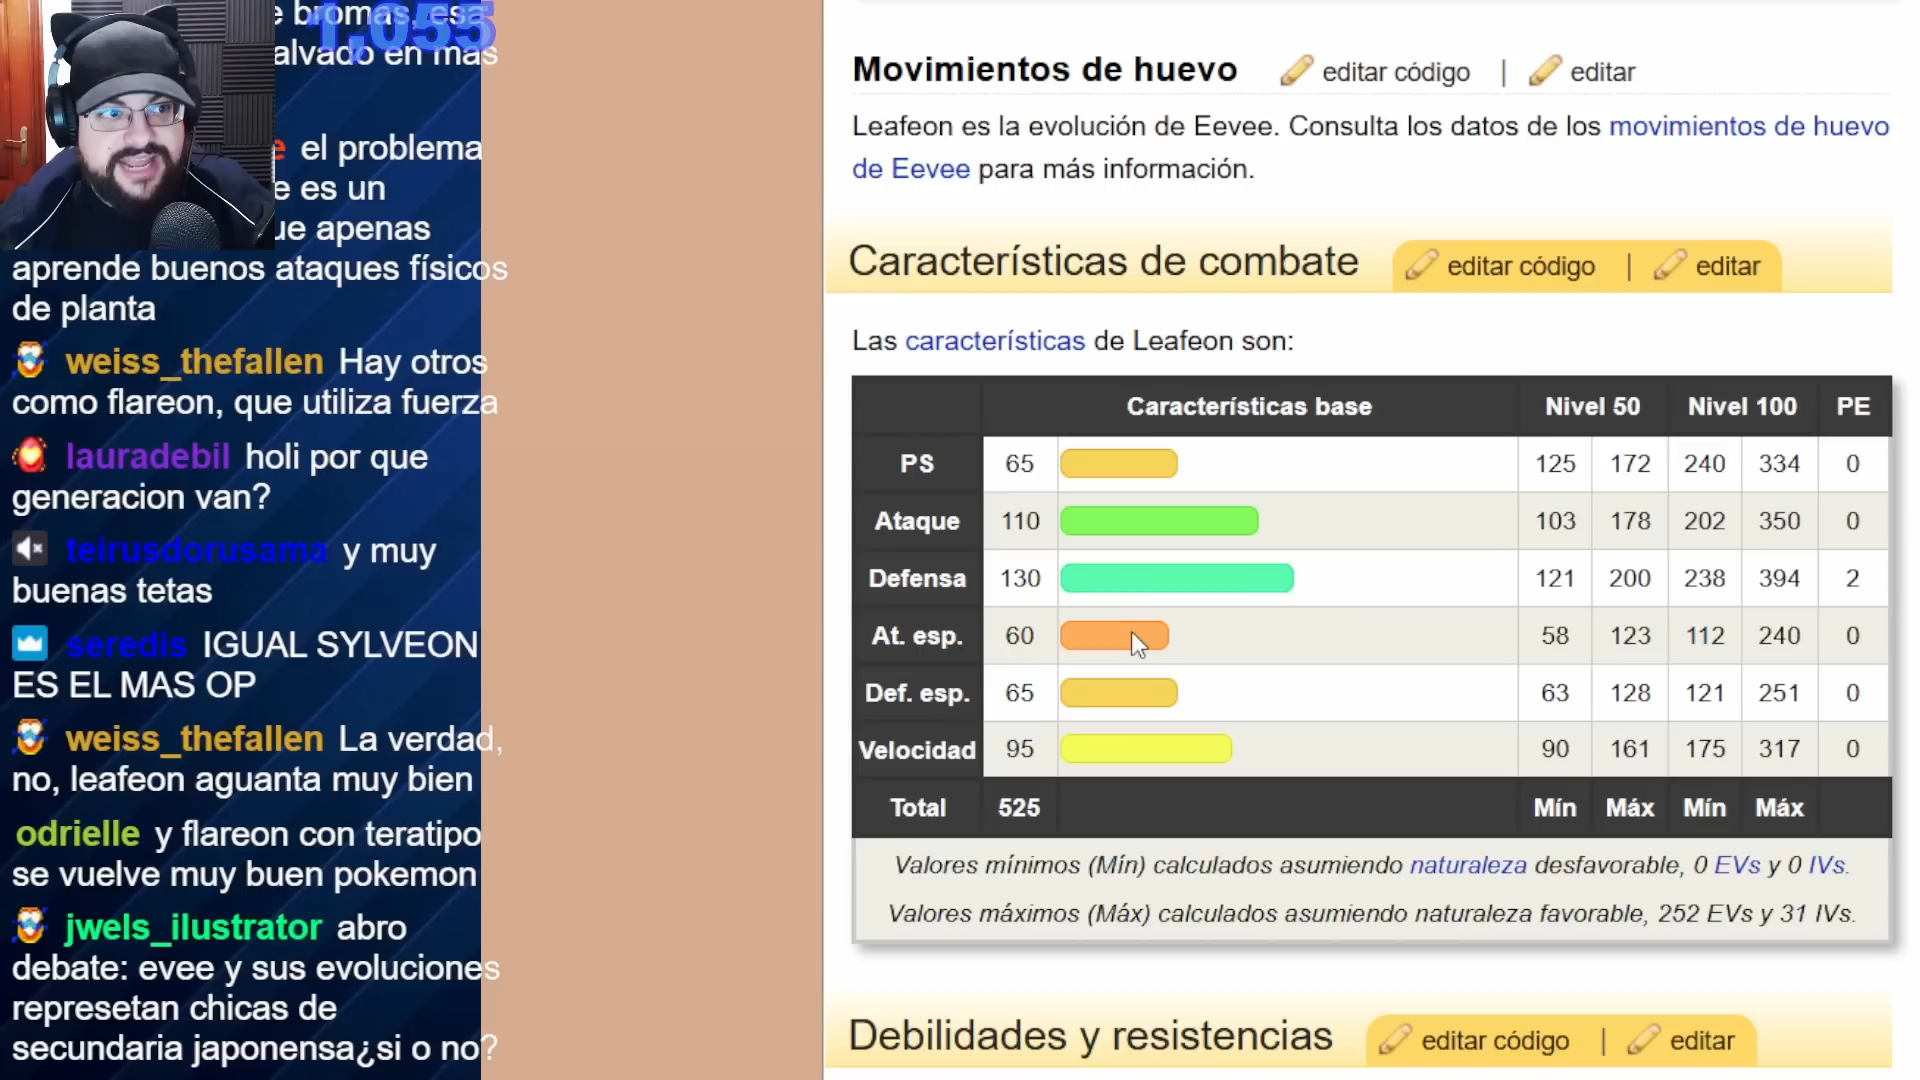 e bromas, esa
1,055
alvado en más
e el problema
e es un
ue apenas
aprende buenos ataques físicos
de planta
weiss_thefallen Hay otros
como flareon, que utiliza fuerza
lauradebil holi por que
generacion van?
teirusdorusama y muy
buenas tetas
seredis IGUAL SYLVEON
ES EL MAS OP
weiss_thefallen La verdad,
no, leafeon aguanta muy bien
odrielle y flareon con teratipo
se vuelve muy buen pokemon
jwels_ilustrator abro
debate: evee y sus evoluciones
represetan chicas de
secundaria japonensa¿si o no?
Movimientos de huevo editar código | editar
Leafeon es la evolución de Eevee. Consulta los datos de los movimientos de huevo
de Eevee para más información.
Características de combate editar código | editar
Las características de Leafeon son:
Características base Nivel 50 Nivel 100 PE
PS 65 125 172 240 334 0
Ataque 110 103 178 202 350 0
Defensa 130 121 200 238 394 2
At. esp. 60 58 123 112 240 0
Def. esp. 65 63 128 121 251 0
Velocidad 95 90 161 175 317 0
Total 525 Mín Máx Mín Máx
Valores mínimos (Mín) calculados asumiendo naturaleza desfavorable, 0 EVs y 0 IVs.
Valores máximos (Máx) calculados asumiendo naturaleza favorable, 252 EVs y 31 IVs.
Debilidades y resistencias editar código | editar